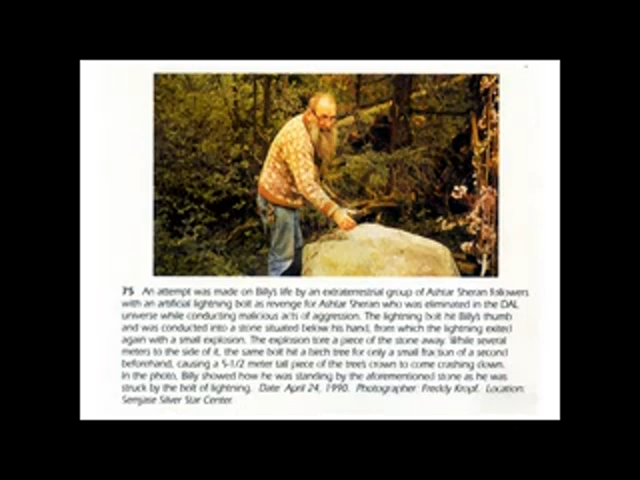 75 An attempt was made on Billy's life by an extraterrestrial group of Ashtar Sheran followers
with an artificial lightning bolt as revenge for Ashtar Sheran who was eliminated in the DAL
universe while conducting malicious acts of aggression. The lightning bolt hit Billy's thumb
and was conducted into a stone situated below his hand, from which the lightning exited
again with a small explosion. The explosion tore a piece of the stone away. While several
meters to the side of it, the same bolt hit a birch tree for only a small fraction of a second
beforehand, causing a 5-1/2 meter tall piece of the tree's crown to come crashing down.
In the photo, Billy showed how he was standing by the aforementioned stone as he was
struck by the bolt of lightning. Date: April 24, 1990. Photographer: Freddy Kropf. Location:
Semjase Silver Star Center.